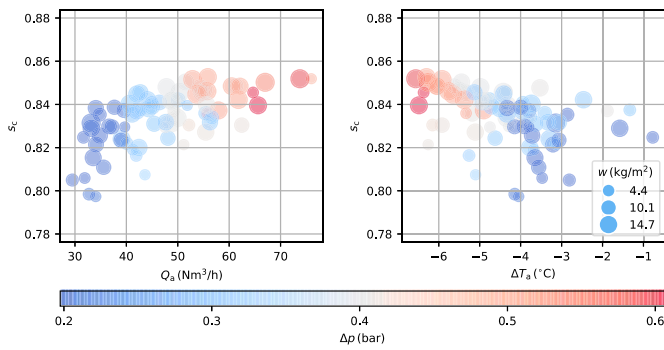 0.88
0.86
0.84
0.82
0.80
0.78
s_c
30 40 50 60 70
Q_a (Nm³/h)
0.88
0.86
0.84
0.82
0.80
0.78
s_c
−6 −5 −4 −3 −2 −1
ΔT_a (°C)
w (kg/m²)
4.4
10.1
14.7
0.2 0.3 0.4 0.5 0.6
Δp (bar)